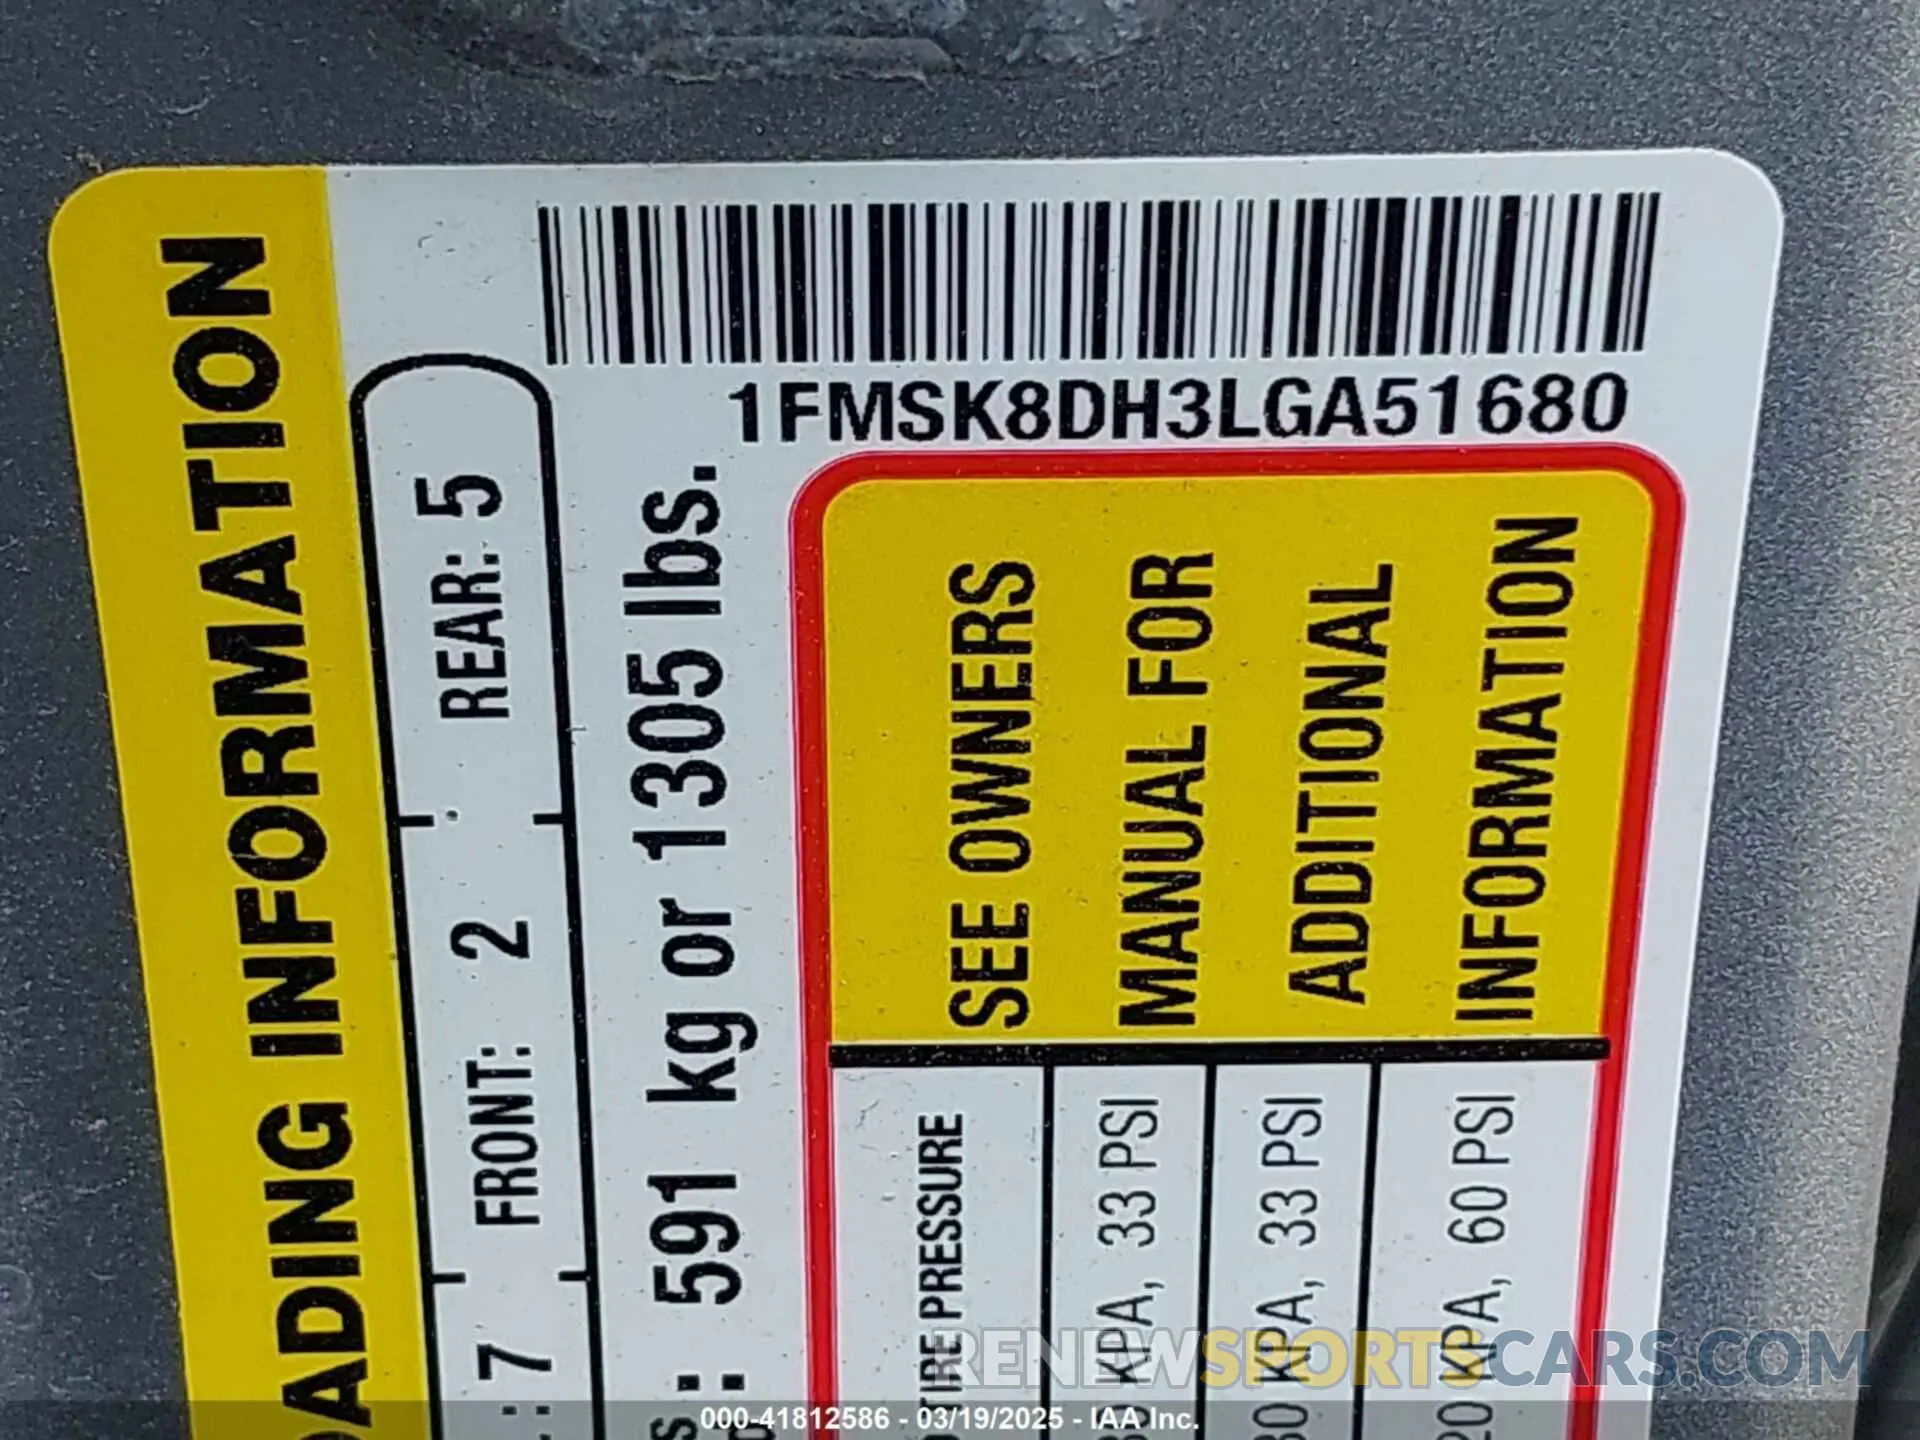 1FMSK8DH3LGA51680
ADING INFORMATION
: 7 FRONT: 2 REAR: 5
: 591 kg or 1305 lbs.
TIRE PRESSURE
SEE OWNERS
MANUAL FOR
ADDITIONAL
INFORMATION
KPA, 33 PSI
30 KPA, 33 PSI
20 KPA, 60 PSI
RENEWSPORTSCARS.COM
000-41812586 - 03/19/2025 - IAA Inc.